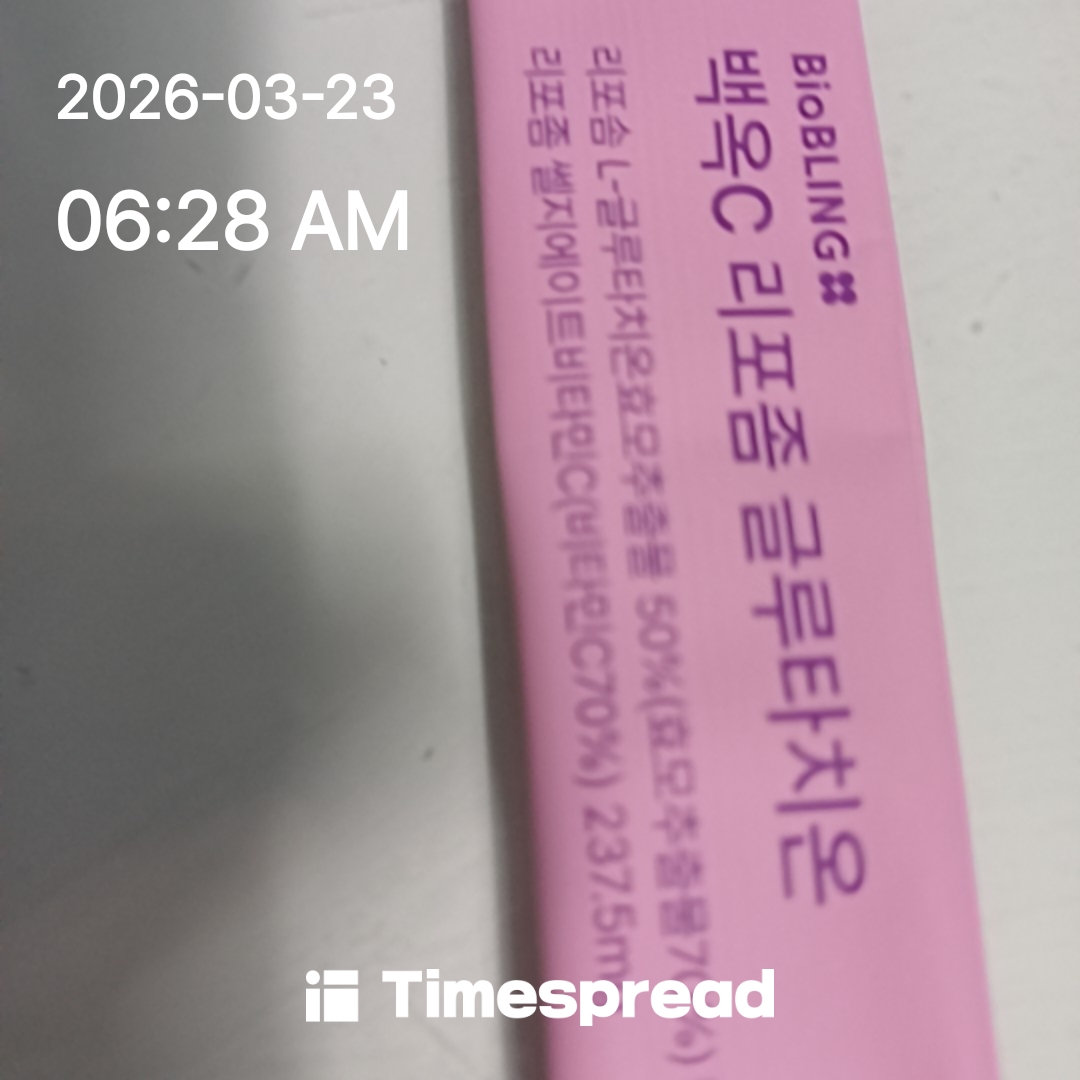 2026-03-23
06:28 AM
BioBLING
백옥C 리포좀 글루타치온
리포솜 L-글루타치온효모추출물 50%(효모추출물70%)
리포좀 쎌지에이트비타민C(비타민C70%) 237.5m
Timespread